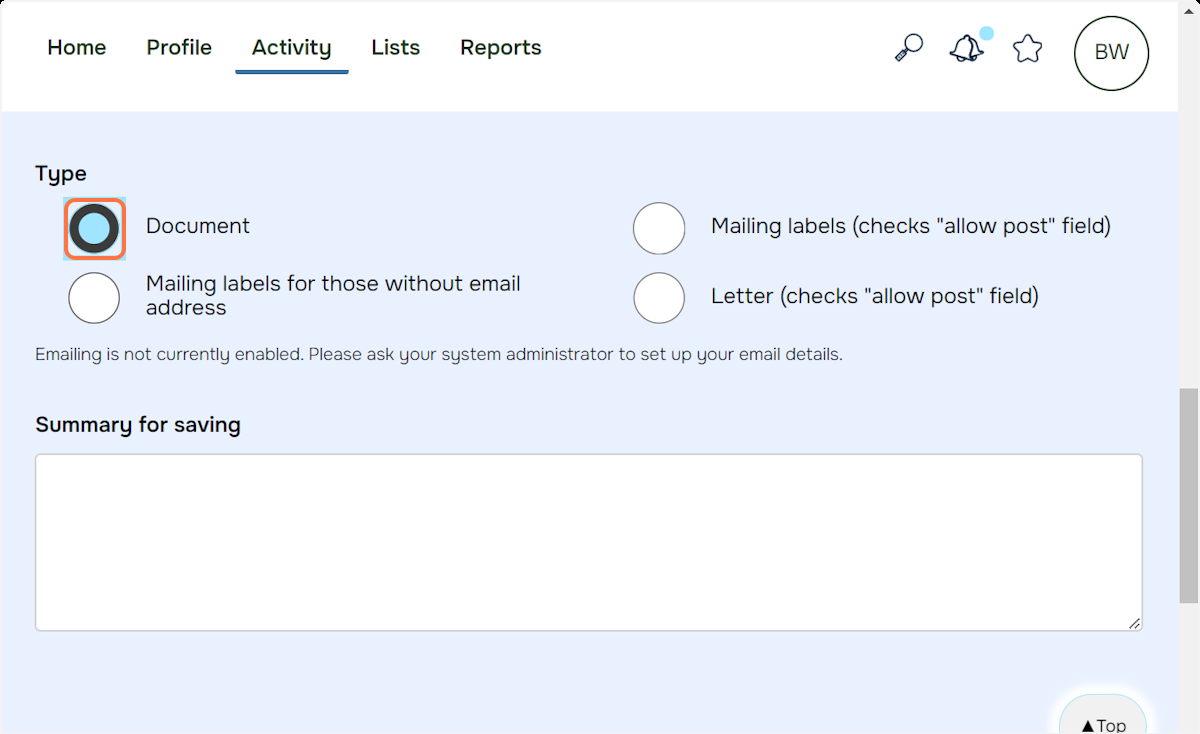 Home Profile Activity Lists Reports BW
Type
Document
Mailing labels (checks "allow post" field)
Mailing labels for those without email
address
Letter (checks "allow post" field)
Emailing is not currently enabled. Please ask your system administrator to set up your email details.
Summary for saving
▲Top